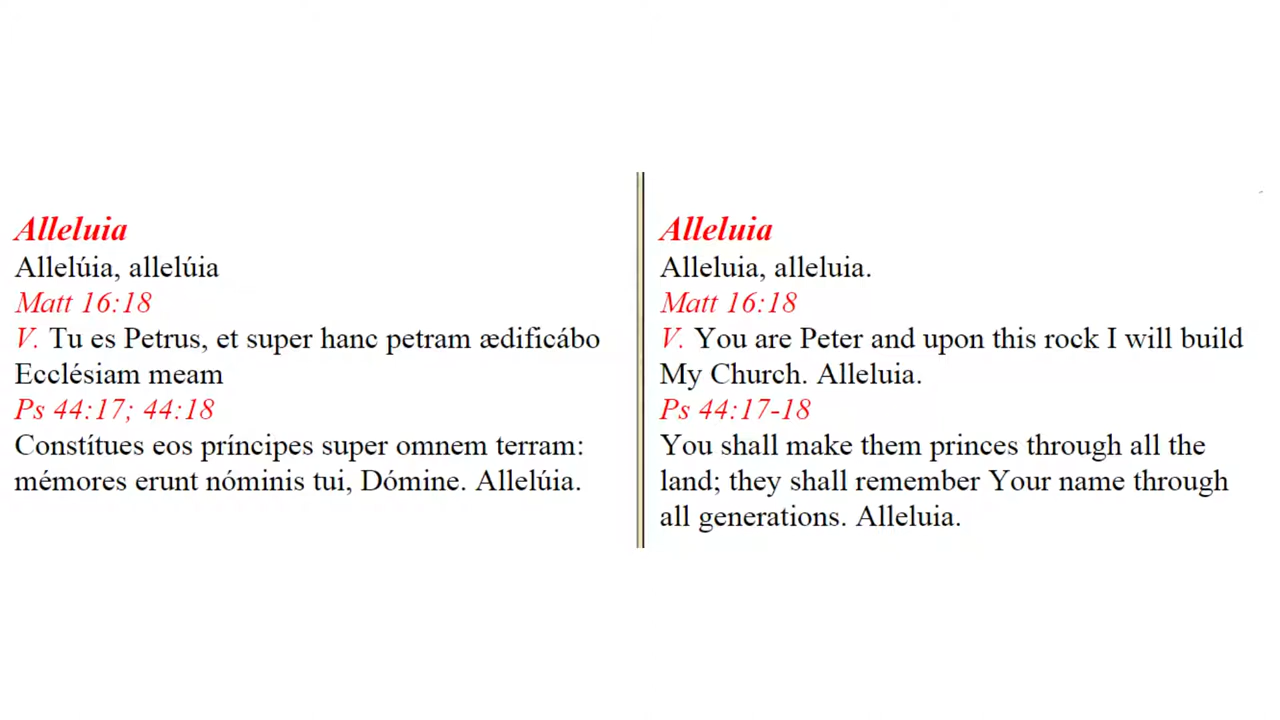 Alleluia
Allelúia, allelúia
Matt 16:18
V. Tu es Petrus, et super hanc petram ædificábo
Ecclésiam meam
Ps 44:17; 44:18
Constítues eos príncipes super omnem terram:
mémores erunt nóminis tui, Dómine. Allelúia.
Alleluia
Alleluia, alleluia.
Matt 16:18
V. You are Peter and upon this rock I will build
My Church. Alleluia.
Ps 44:17-18
You shall make them princes through all the
land; they shall remember Your name through
all generations. Alleluia.